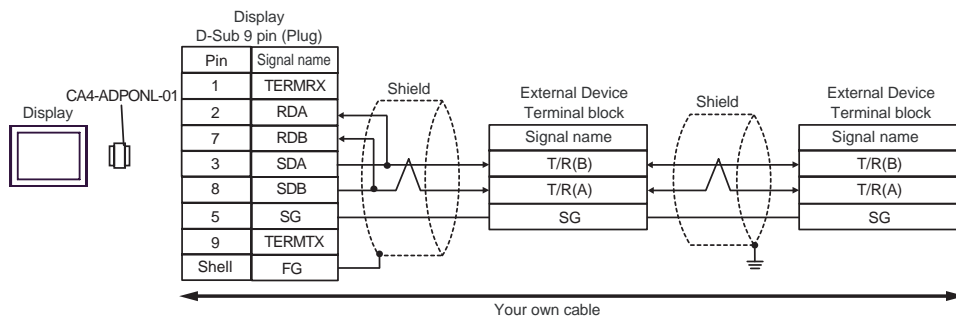 Display
D-Sub 9 pin (Plug)
Pin Signal name
1 TERMRX
2 RDA
7 RDB
3 SDA
8 SDB
5 SG
9 TERMTX
Shell FG
CA4-ADPONL-01
Display
Shield
External Device
Terminal block
Signal name
T/R(B)
T/R(A)
SG
Shield
External Device
Terminal block
Signal name
T/R(B)
T/R(A)
SG
Your own cable